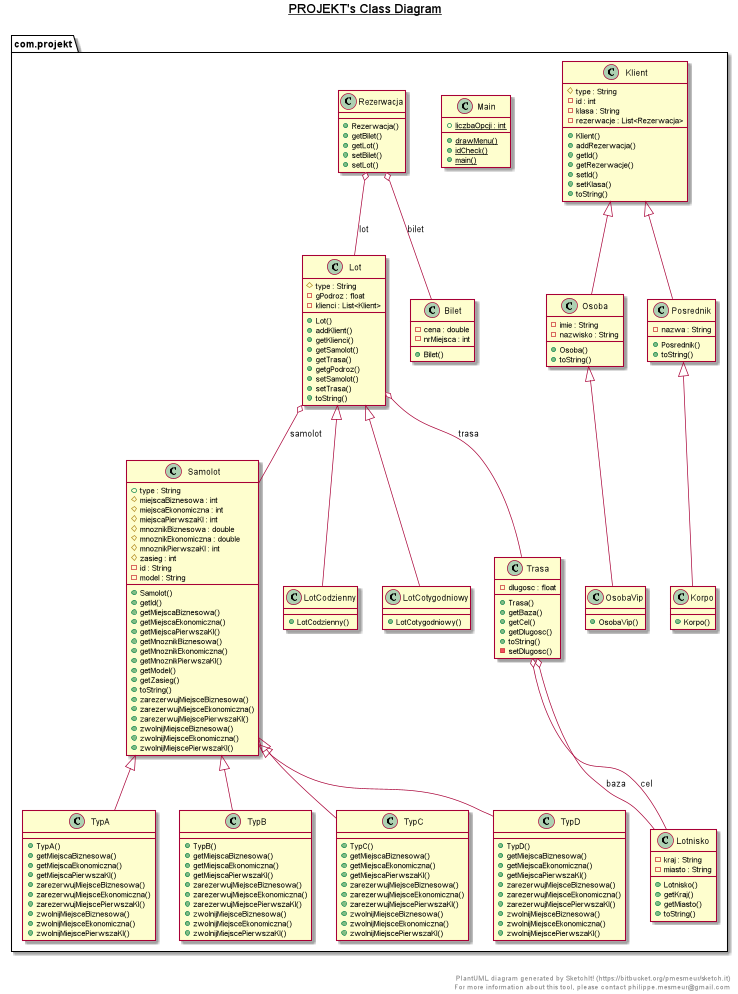 PROJEKT's Class Diagram
com.projekt
C Rezerwacja
Rezerwacja()
getBilet()
getLot()
setBilet()
setLot()
C Main
liczbaOpcji : int
drawMenu()
idCheck()
main()
C Klient
type : String
id : int
klasa : String
rezerwacje : List<Rezerwacja>
Klient()
addRezerwacja()
getId()
getRezerwacje()
setId()
setKlasa()
toString()
lot
bilet
C Lot
type : String
gPodroz : float
klienci : List<Klient>
Lot()
addKlient()
getKlienci()
getSamolot()
getTrasa()
getgPodroz()
setSamolot()
setTrasa()
toString()
C Bilet
cena : double
nrMiejsca : int
Bilet()
C Osoba
imie : String
nazwisko : String
Osoba()
toString()
C Posrednik
nazwa : String
Posrednik()
toString()
samolot
trasa
C Samolot
type : String
miejscaBiznesowa : int
miejscaEkonomiczna : int
miejscaPierwszaKl : int
mnoznikBiznesowa : double
mnoznikEkonomiczna : double
mnoznikPierwszaKl : int
zasieg : int
id : String
model : String
Samolot()
getId()
getMiejscaBiznesowa()
getMiejscaEkonomiczna()
getMiejscaPierwszaKl()
getMnoznikBiznesowa()
getMnoznikEkonomiczna()
getMnoznikPierwszaKl()
getModel()
getZasieg()
toString()
zarezerwujMiejsceBiznesowa()
zarezerwujMiejsceEkonomiczna()
zarezerwujMiejscePierwszaKl()
zwolnijMiejsceBiznesowa()
zwolnijMiejsceEkonomiczna()
zwolnijMiejscePierwszaKl()
C LotCodzienny
LotCodzienny()
C LotCotygodniowy
LotCotygodniowy()
C Trasa
dlugosc : float
Trasa()
getBaza()
getCel()
getDlugosc()
toString()
setDlugosc()
C OsobaVip
OsobaVip()
C Korpo
Korpo()
baza
cel
C TypA
TypA()
getMiejscaBiznesowa()
getMiejscaEkonomiczna()
getMiejscaPierwszaKl()
zarezerwujMiejsceBiznesowa()
zarezerwujMiejsceEkonomiczna()
zarezerwujMiejscePierwszaKl()
zwolnijMiejsceBiznesowa()
zwolnijMiejsceEkonomiczna()
zwolnijMiejscePierwszaKl()
C TypB
TypB()
getMiejscaBiznesowa()
getMiejscaEkonomiczna()
getMiejscaPierwszaKl()
zarezerwujMiejsceBiznesowa()
zarezerwujMiejsceEkonomiczna()
zarezerwujMiejscePierwszaKl()
zwolnijMiejsceBiznesowa()
zwolnijMiejsceEkonomiczna()
zwolnijMiejscePierwszaKl()
C TypC
TypC()
getMiejscaBiznesowa()
getMiejscaEkonomiczna()
getMiejscaPierwszaKl()
zarezerwujMiejsceBiznesowa()
zarezerwujMiejsceEkonomiczna()
zarezerwujMiejscePierwszaKl()
zwolnijMiejsceBiznesowa()
zwolnijMiejsceEkonomiczna()
zwolnijMiejscePierwszaKl()
C TypD
TypD()
getMiejscaBiznesowa()
getMiejscaEkonomiczna()
getMiejscaPierwszaKl()
zarezerwujMiejsceBiznesowa()
zarezerwujMiejsceEkonomiczna()
zarezerwujMiejscePierwszaKl()
zwolnijMiejsceBiznesowa()
zwolnijMiejsceEkonomiczna()
zwolnijMiejscePierwszaKl()
C Lotnisko
kraj : String
miasto : String
Lotnisko()
getKraj()
getMiasto()
toString()
PlantUML diagram generated by SketchIt! (https://bitbucket.org/pmesmeur/sketch.it)
For more information about this tool, please contact philippe.mesmeur@gmail.com